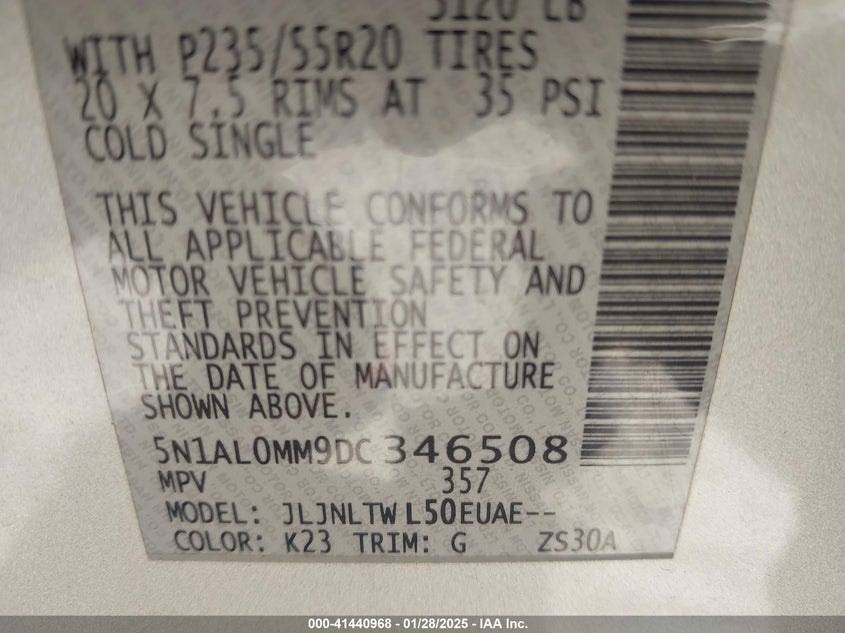 5120 LB
WITH P235/55R20 TIRES
20 X 7.5 RIMS AT 35 PSI
COLD SINGLE
THIS VEHICLE CONFORMS TO
ALL APPLICABLE FEDERAL
MOTOR VEHICLE SAFETY AND
THEFT PREVENTION
STANDARDS IN EFFECT ON
THE DATE OF MANUFACTURE
SHOWN ABOVE.
5N1AL0MM9DC346508
MPV 357
MODEL: JLJNLTWL50EUAE--
COLOR: K23 TRIM: G ZS30A
000-41440968 - 01/28/2025 - IAA Inc.